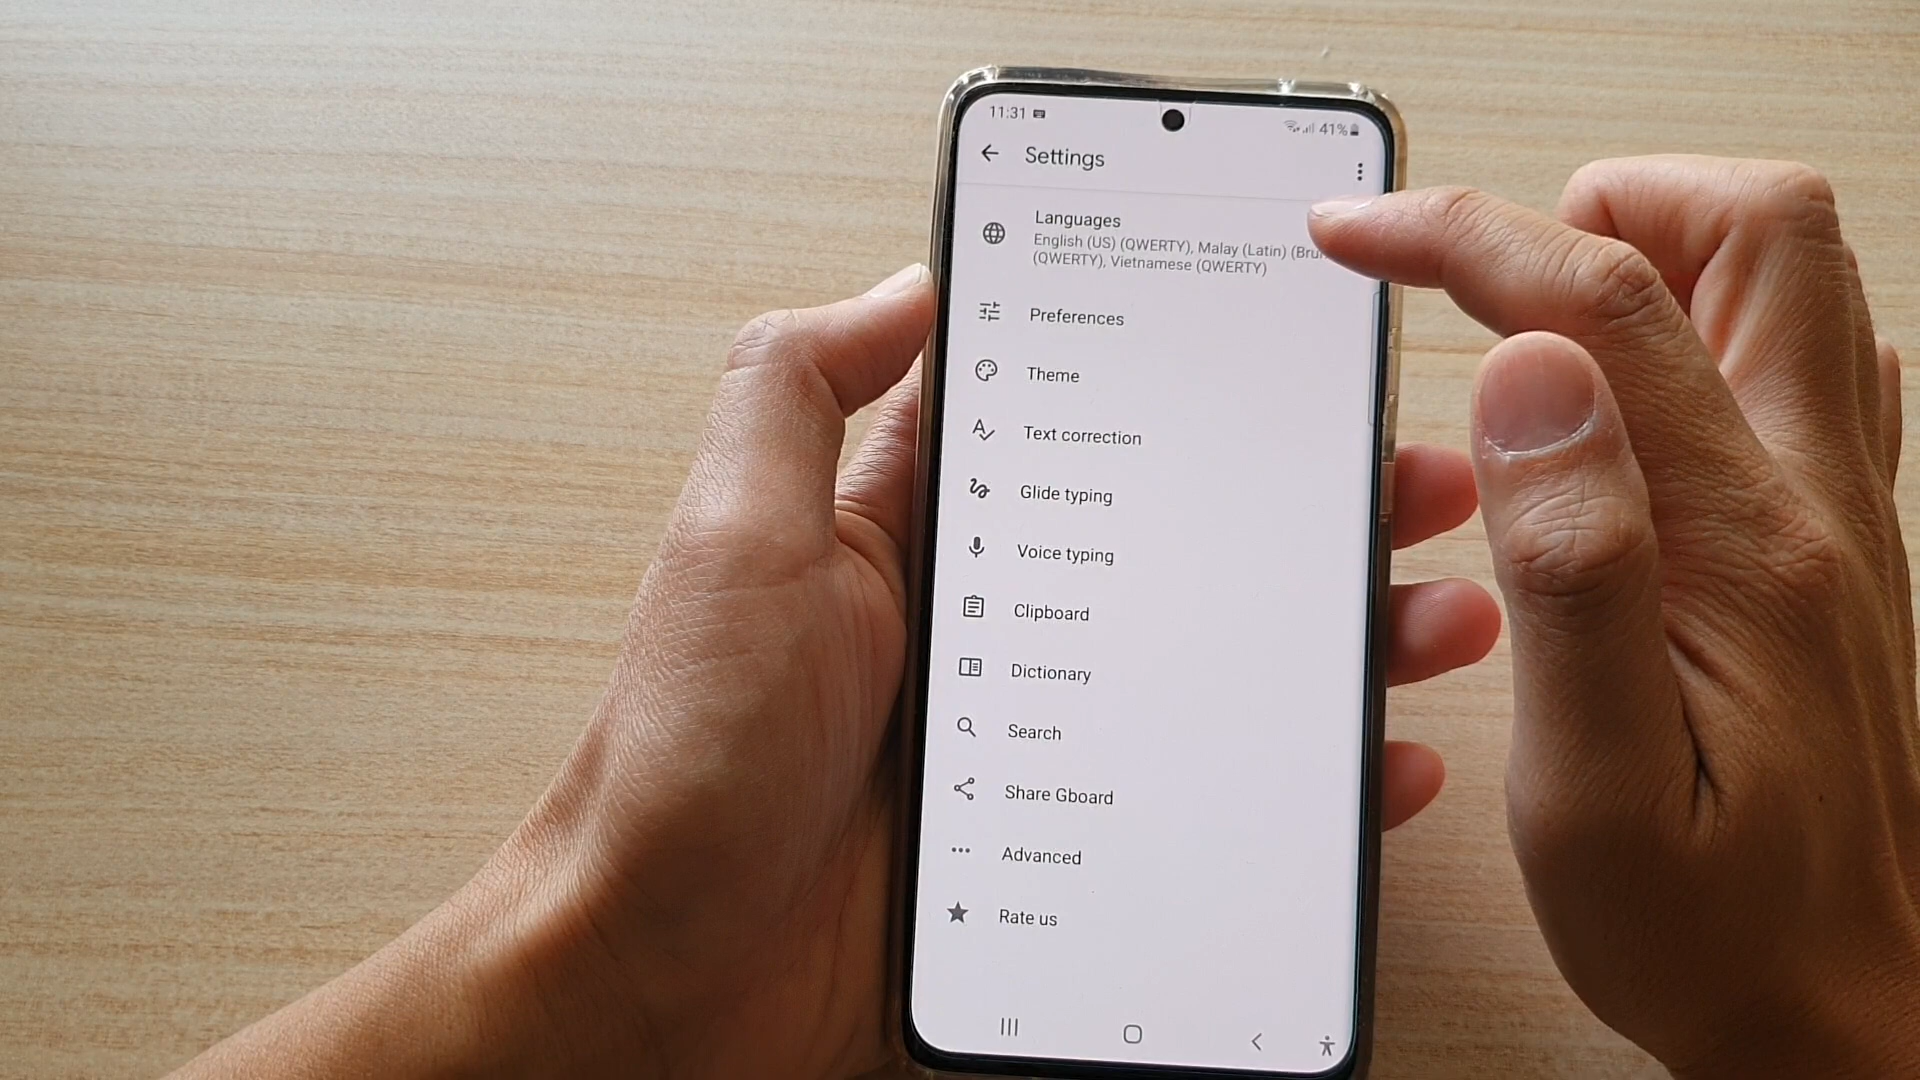 11:31
41%
Settings
Languages
English (US) (QWERTY), Malay (Latin)
(QWERTY), Vietnamese (QWERTY)
Preferences
Theme
Text correction
Glide typing
Voice typing
Clipboard
Dictionary
Search
Share Gboard
Advanced
Rate us